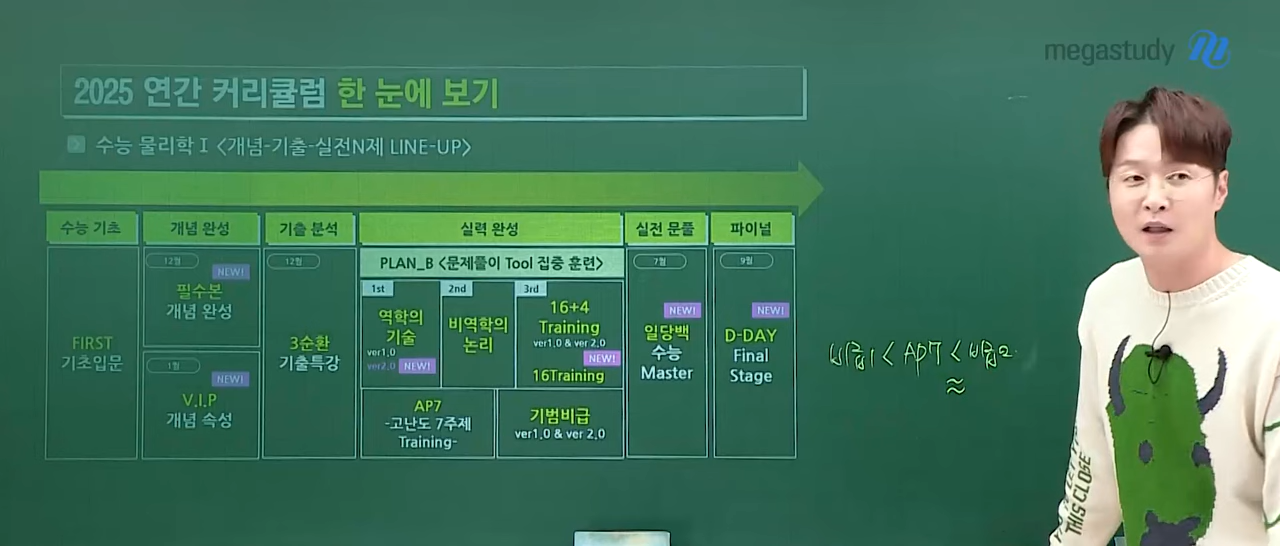 megastudy
2025 연간 커리큘럼 한 눈에 보기
수능 물리학 I <개념-기출-실전N제 LINE-UP>
수능 기초
개념 완성
기출 분석
실력 완성
실전 문풀
파이널
FIRST
기초입문
12월
NEW!
필수본
개념 완성
1월
NEW!
V.I.P
개념 속성
12월
3순환
기출특강
PLAN_B <문제풀이 Tool 집중 훈련>
1st
역학의
기술
ver1.0
ver2.0 NEW!
2nd
비역학의
논리
3rd
16+4
Training
ver1.0 & ver 2.0
NEW!
16Training
AP7
-고난도 7주제
Training-
기범비급
ver1.0 & ver 2.0
7월
NEW!
일당백
수능
Master
9월
NEW!
D-DAY
Final
Stage
비급1 < AP7 < 비급2
≈
THIS CLOSE